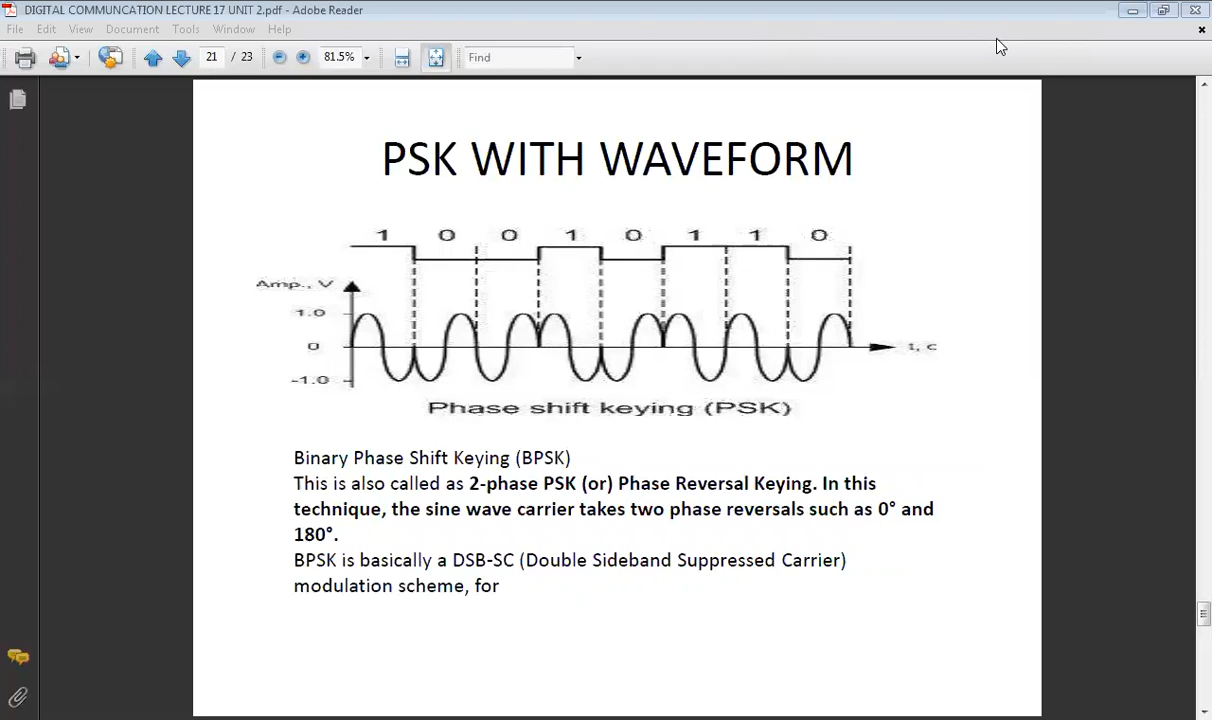 DIGITAL COMMUNCATION LECTURE 17 UNIT 2.pdf - Adobe Reader
File Edit View Document Tools Window Help
21 / 23 81.5% Find
PSK WITH WAVEFORM
1 0 0 1 0 1 1 0
Amp., V
1.0
0
t, c
-1.0
Phase shift keying (PSK)
Binary Phase Shift Keying (BPSK)
This is also called as 2-phase PSK (or) Phase Reversal Keying. In this
technique, the sine wave carrier takes two phase reversals such as 0° and
180°.
BPSK is basically a DSB-SC (Double Sideband Suppressed Carrier)
modulation scheme, for